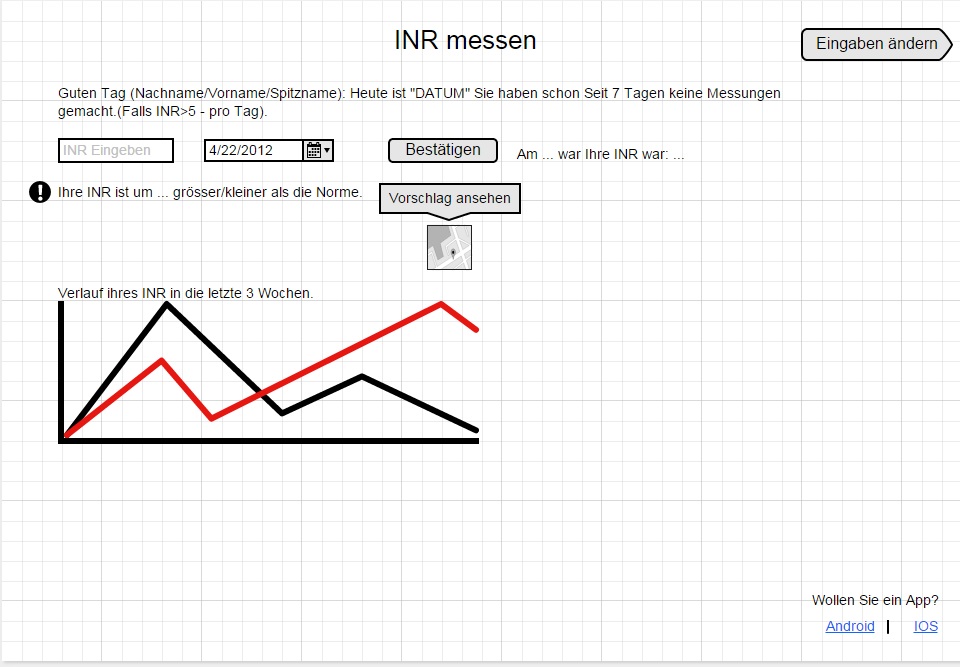 INR messen
Eingaben ändern
Guten Tag (Nachname/Vorname/Spitzname): Heute ist "DATUM" Sie haben schon Seit 7 Tagen keine Messungen
gemacht.(Falls INR>5 - pro Tag).
INR Eingeben
4/22/2012
Bestätigen
Am ... war Ihre INR war: ...
Ihre INR ist um ... grösser/kleiner als die Norme.
Vorschlag ansehen
Verlauf ihres INR in die letzte 3 Wochen.
Wollen Sie ein App?
Android | IOS